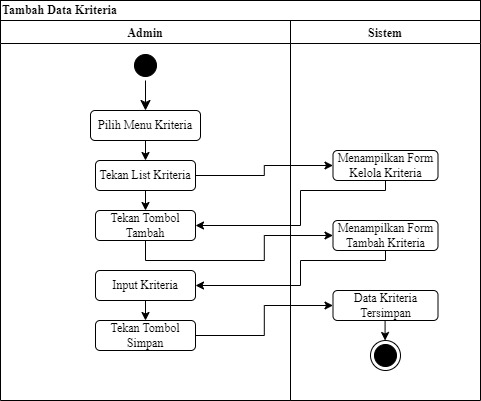 Tambah Data Kriteria
Admin
Sistem
Pilih Menu Kriteria
Tekan List Kriteria
Menampilkan Form
Kelola Kriteria
Tekan Tombol
Tambah
Menampilkan Form
Tambah Kriteria
Input Kriteria
Tekan Tombol
Simpan
Data Kriteria
Tersimpan